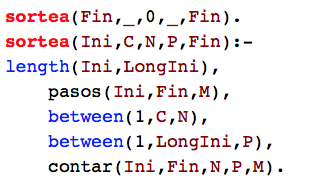 sortea(Fin,_,0,_,Fin).
sortea(Ini,C,N,P,Fin):-
length(Ini,LongIni),
pasos(Ini,Fin,M),
between(1,C,N),
between(1,LongIni,P),
contar(Ini,Fin,N,P,M).